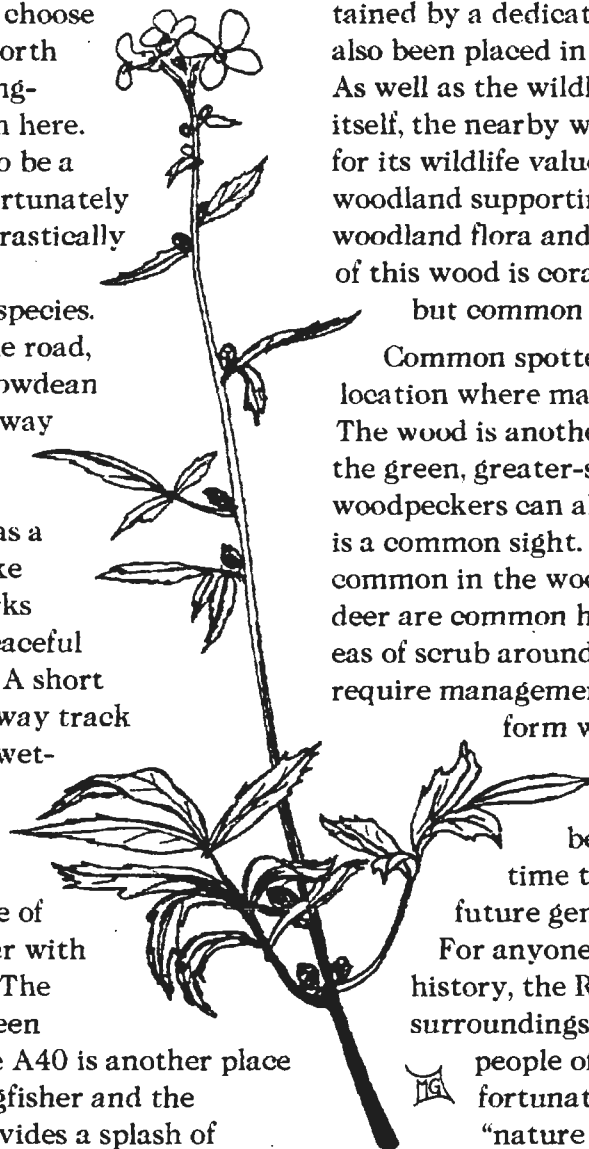 choose
orth
ng-
n here.
o be a
rtunately
rastically
species.
e road,
owdean
way
as a
ke
rks
eaceful
A short
way track
wet-
e of
er with
The
een
e A40 is another place
gfisher and the
vides a splash of
tained by a dedicat
also been placed in
As well as the wildl
itself, the nearby w
for its wildlife value
woodland supportin
woodland flora and
of this wood is cora
but common
Common spotte
location where ma
The wood is anothe
the green, greater-s
woodpeckers can al
is a common sight.
common in the woo
deer are common h
eas of scrub around
require managemen
form w
be
time t
future gen
For anyone
history, the R
surroundings
people of
fortunat
“nature
MG